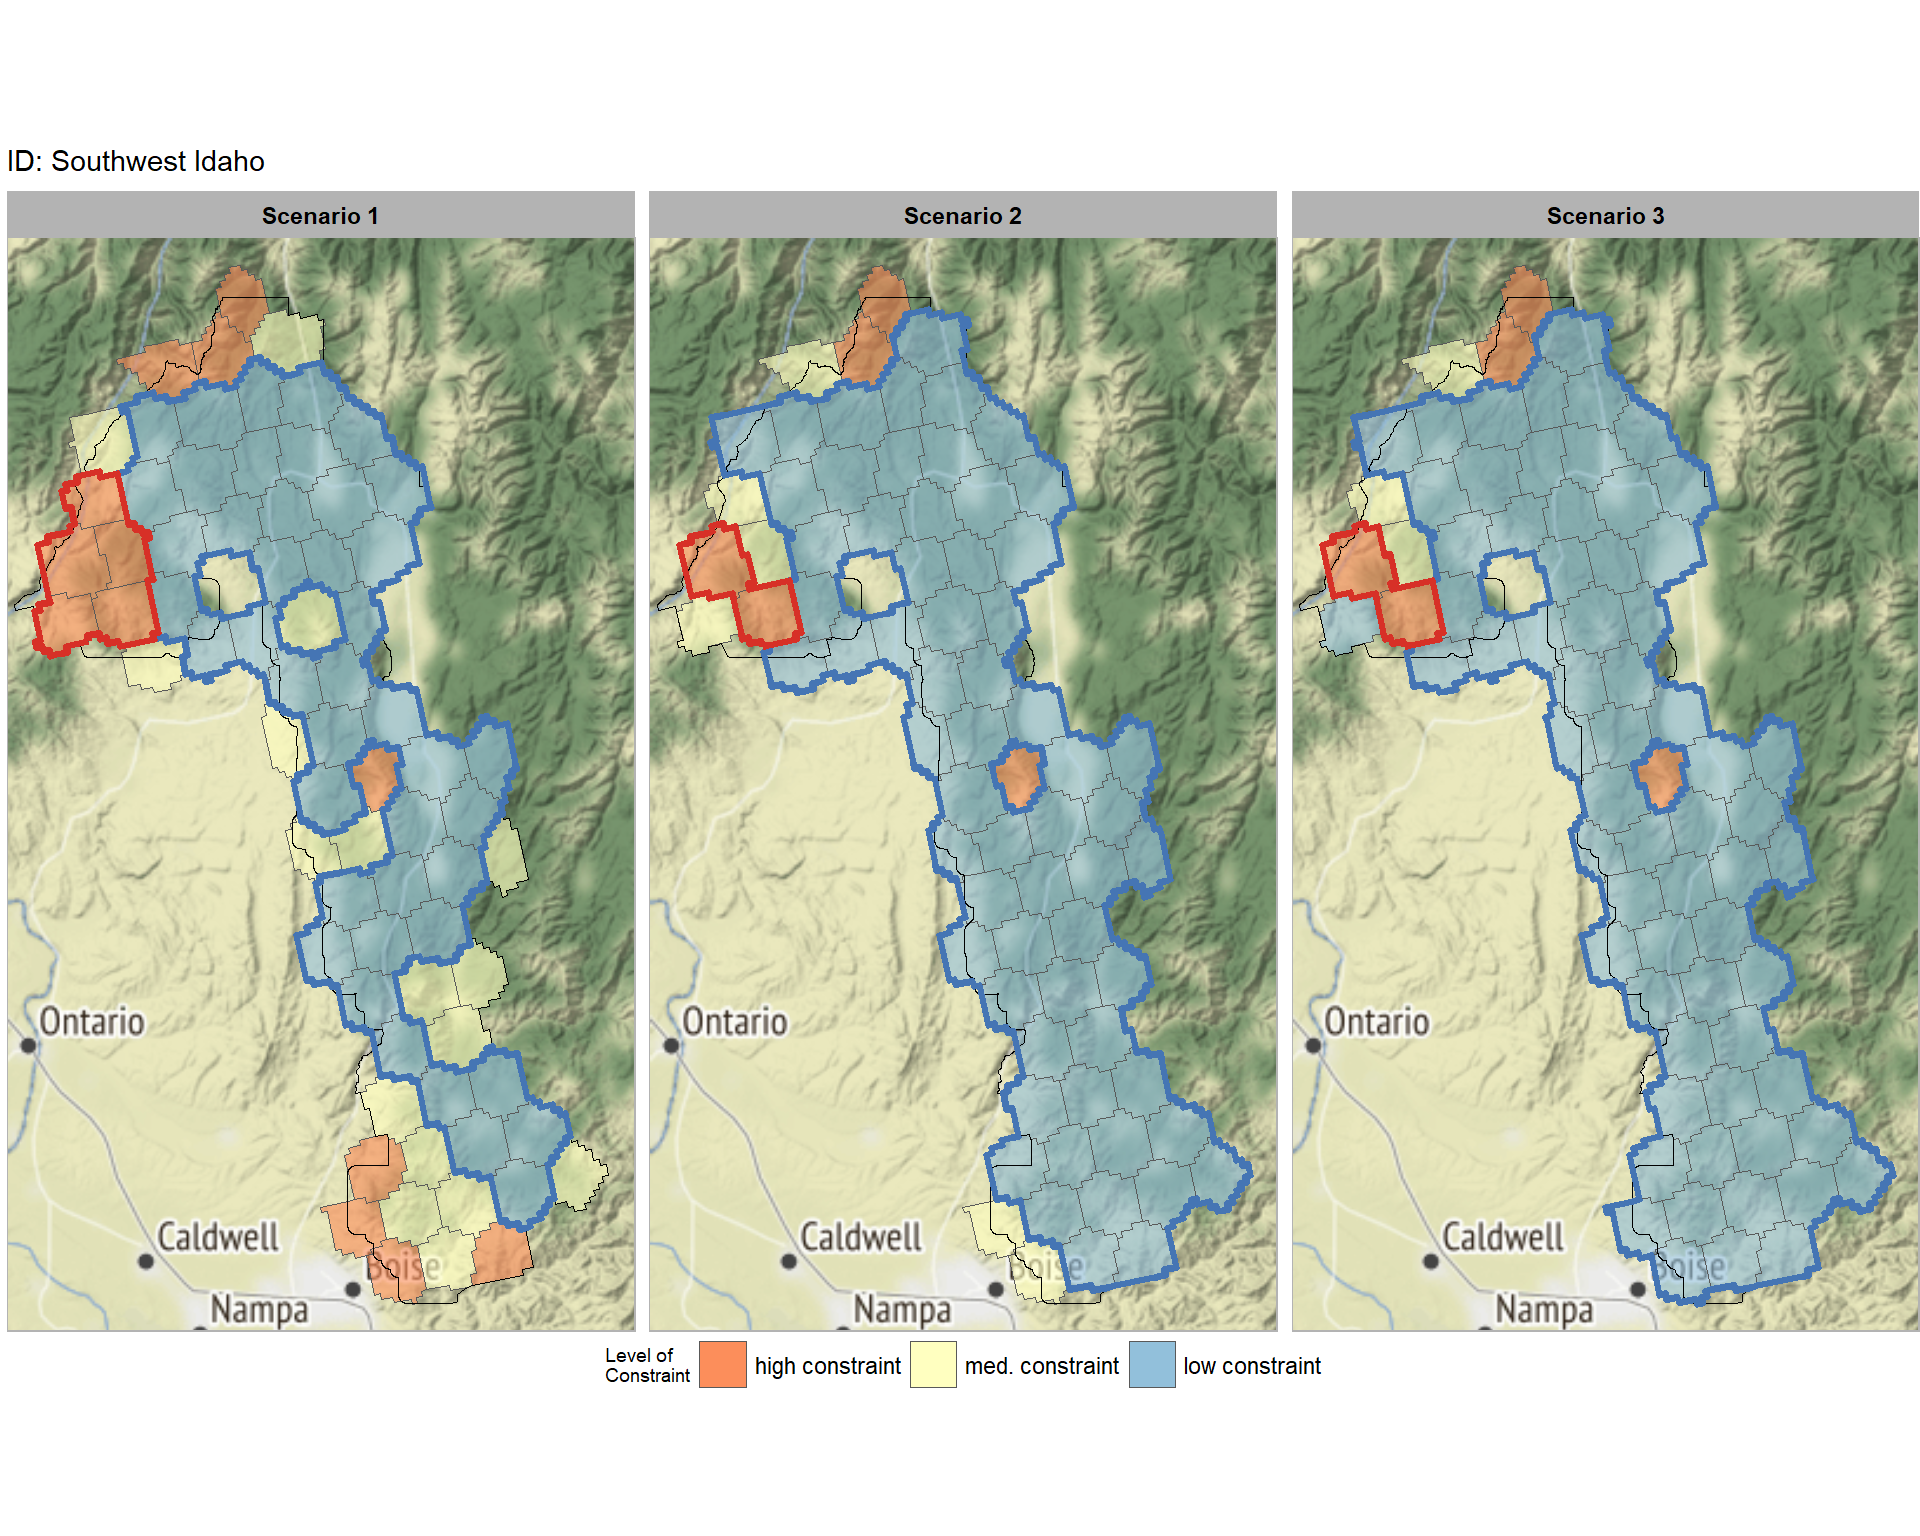 ID: Southwest Idaho
Scenario 1
Scenario 2
Scenario 3
Ontario
Ontario
Ontario
Caldwell
Caldwell
Caldwell
Boise
Boise
Boise
Nampa
Nampa
Nampa
Level of
Constraint
high constraint
med. constraint
low constraint